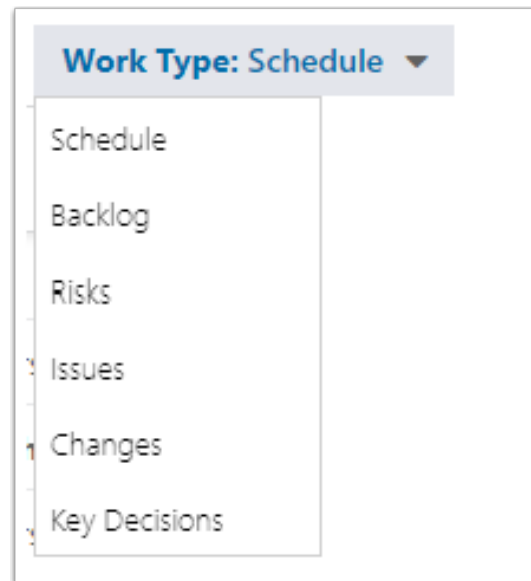 Work Type: Schedule
Schedule
Backlog
Risks
Issues
Changes
Key Decisions